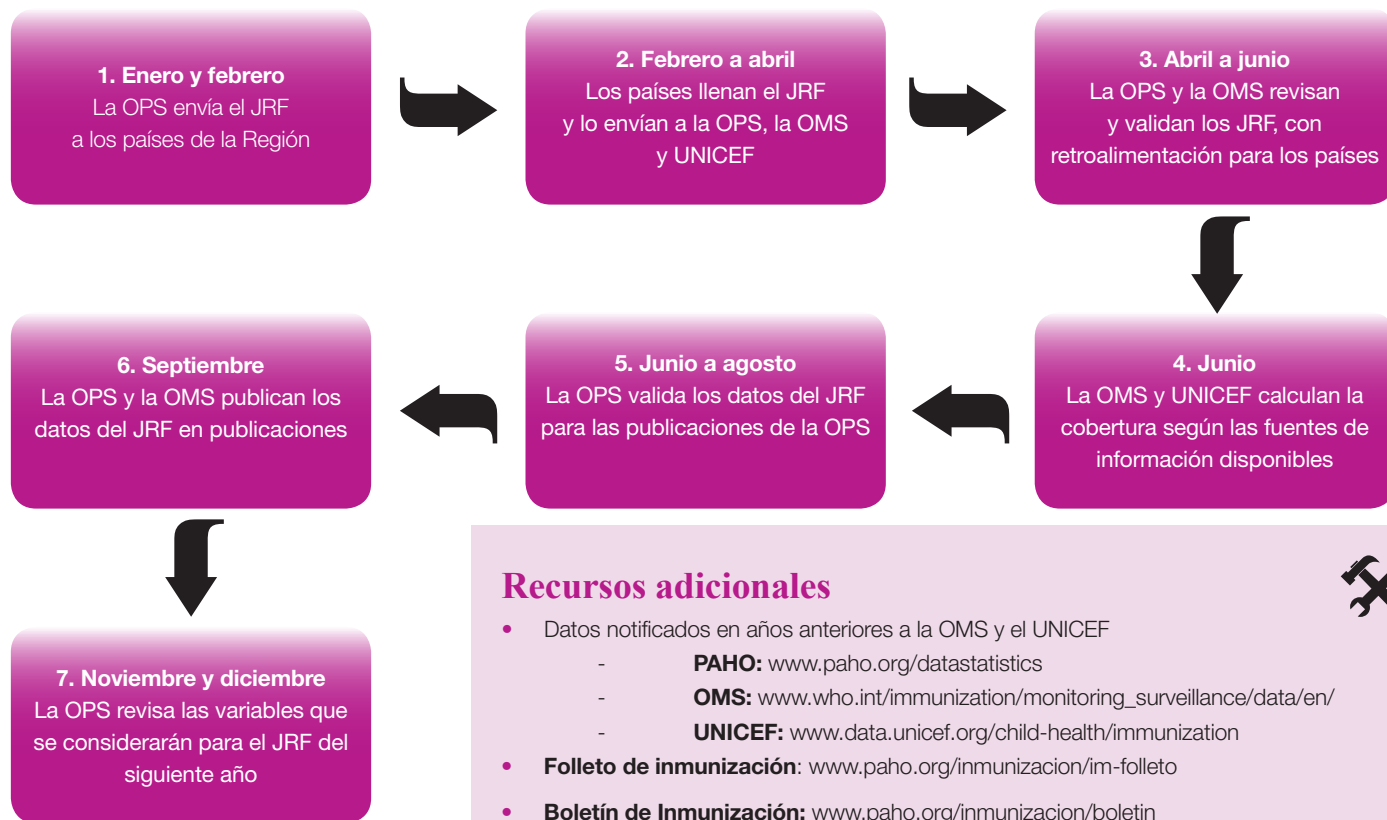 1. Enero y febrero
La OPS envía el JRF
a los países de la Región
2. Febrero a abril
Los países llenan el JRF
y lo envían a la OPS, la OMS
y UNICEF
3. Abril a junio
La OPS y la OMS revisan
y validan los JRF, con
retroalimentación para los países
4. Junio
La OMS y UNICEF calculan la
cobertura según las fuentes de
información disponibles
5. Junio a agosto
La OPS valida los datos del JRF
para las publicaciones de la OPS
6. Septiembre
La OPS y la OMS publican los
datos del JRF en publicaciones
7. Noviembre y diciembre
La OPS revisa las variables que
se considerarán para el JRF del
siguiente año
Recursos adicionales
• Datos notificados en años anteriores a la OMS y el UNICEF
- PAHO: www.paho.org/datastatistics
- OMS: www.who.int/immunization/monitoring_surveillance/data/en/
- UNICEF: www.data.unicef.org/child-health/immunization
• Folleto de inmunización: www.paho.org/inmunizacion/im-folleto
• Boletín de Inmunización: www.paho.org/inmunizacion/boletin